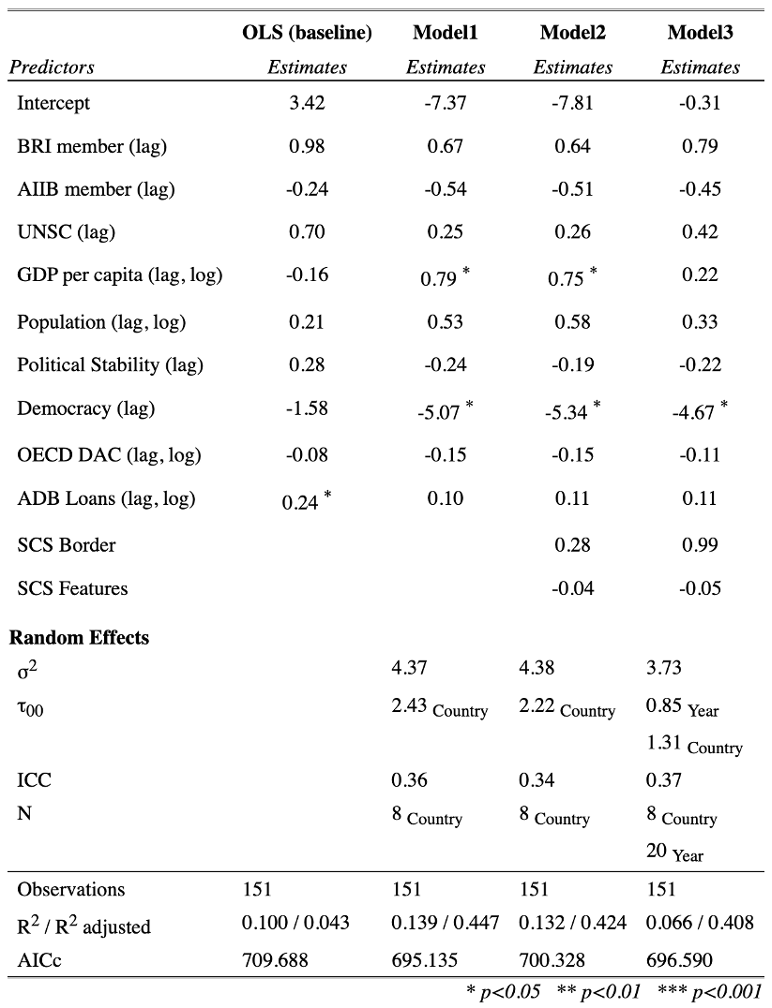 OLS (baseline) Model1 Model2 Model3
Predictors Estimates Estimates Estimates Estimates
Intercept 3.42 -7.37 -7.81 -0.31
BRI member (lag) 0.98 0.67 0.64 0.79
AIIB member (lag) -0.24 -0.54 -0.51 -0.45
UNSC (lag) 0.70 0.25 0.26 0.42
GDP per capita (lag, log) -0.16 0.79 * 0.75 * 0.22
Population (lag, log) 0.21 0.53 0.58 0.33
Political Stability (lag) 0.28 -0.24 -0.19 -0.22
Democracy (lag) -1.58 -5.07 * -5.34 * -4.67 *
OECD DAC (lag, log) -0.08 -0.15 -0.15 -0.11
ADB Loans (lag, log) 0.24 * 0.10 0.11 0.11
SCS Border 0.28 0.99
SCS Features -0.04 -0.05
Random Effects
σ2 4.37 4.38 3.73
τ00 2.43 Country 2.22 Country 0.85 Year
1.31 Country
ICC 0.36 0.34 0.37
N 8 Country 8 Country 8 Country
20 Year
Observations 151 151 151 151
R2 / R2 adjusted 0.100 / 0.043 0.139 / 0.447 0.132 / 0.424 0.066 / 0.408
AICc 709.688 695.135 700.328 696.590
* p<0.05 ** p<0.01 *** p<0.001